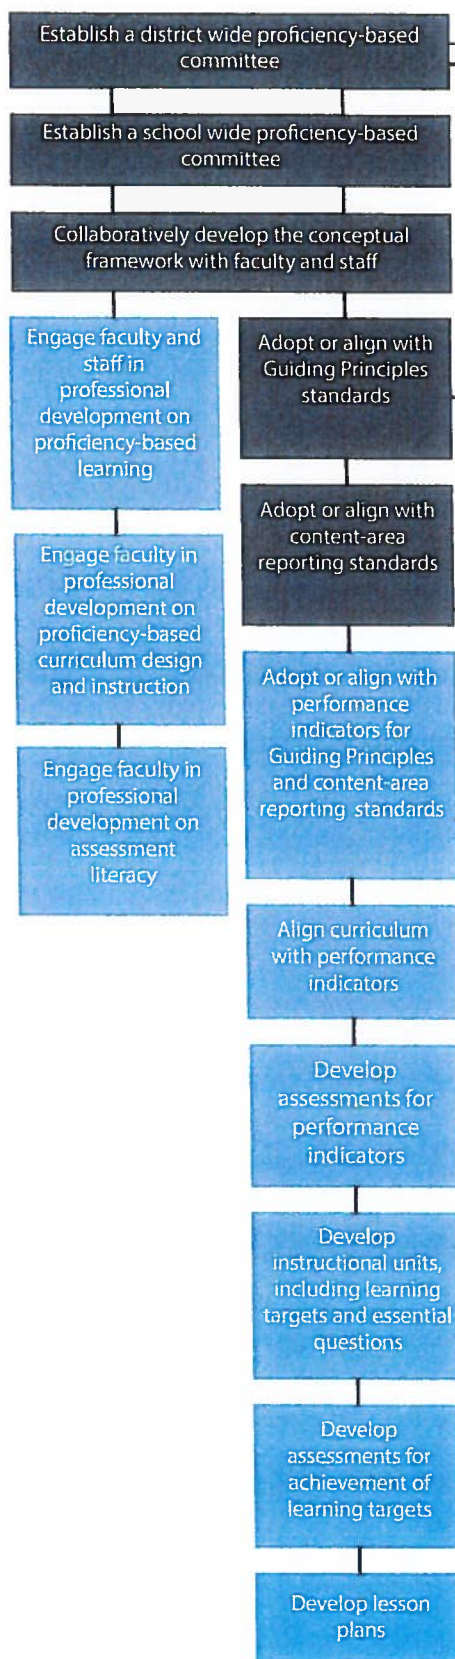 Establish a district wide proficiency-based
committee
Establish a school wide proficiency-based
committee
Collaboratively develop the conceptual
framework with faculty and staff
Engage faculty and
staff in
professional
development on
proficiency-based
learning
Engage faculty in
professional
development on
proficiency-based
curriculum design
and instruction
Engage faculty in
professional
development on
assessment
literacy
Adopt or align with
Guiding Principles
standards
Adopt or align with
content-area
reporting standards
Adopt or align with
performance
indicators for
Guiding Principles
and content-area
reporting standards
Align curriculum
with performance
indicators
Develop
assessments for
performance
indicators
Develop
instructional units,
including learning
targets and essential
questions
Develop
assessments for
achievement of
learning targets
Develop lesson
plans